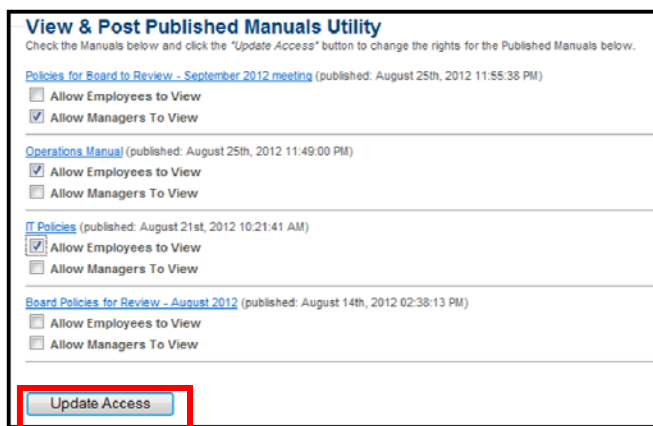 View & Post Published Manuals Utility
Check the Manuals below and click the "Update Access" button to change the rights for the Published Manuals below.
Policies for Board to Review - September 2012 meeting (published: August 25th, 2012 11:55:38 PM)
Allow Employees to View
Allow Managers To View
Operations Manual (published: August 25th, 2012 11:49:00 PM)
Allow Employees to View
Allow Managers To View
IT Policies (published: August 21st, 2012 10:21:41 AM)
Allow Employees to View
Allow Managers To View
Board Policies for Review - August 2012 (published: August 14th, 2012 02:38:13 PM)
Allow Employees to View
Allow Managers To View
Update Access